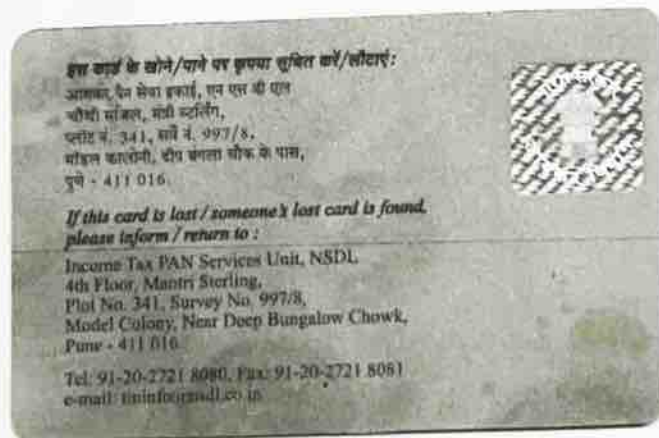 इस कार्ड के खोने/पाने पर कृपया सूचित करें/लौटाएं :
आयकर पैन सेवा इकाई, एन एस डी एल
चौथी मंजिल, मंत्री स्टर्लिंग,
प्लॉट नं. 341, सर्वे नं. 997/8,
मॉडल कालोनी, दीप बंगला चौक के पास,
पुणे - 411 016.
If this card is lost / someone's lost card is found,
please inform / return to :
Income Tax PAN Services Unit, NSDL
4th Floor, Mantri Sterling,
Plot No. 341, Survey No. 997/8,
Model Colony, Near Deep Bungalow Chowk,
Pune - 411 016.
Tel: 91-20-2721 8080, Fax: 91-20-2721 8081
e-mail: tininfo@nsdl.co.in